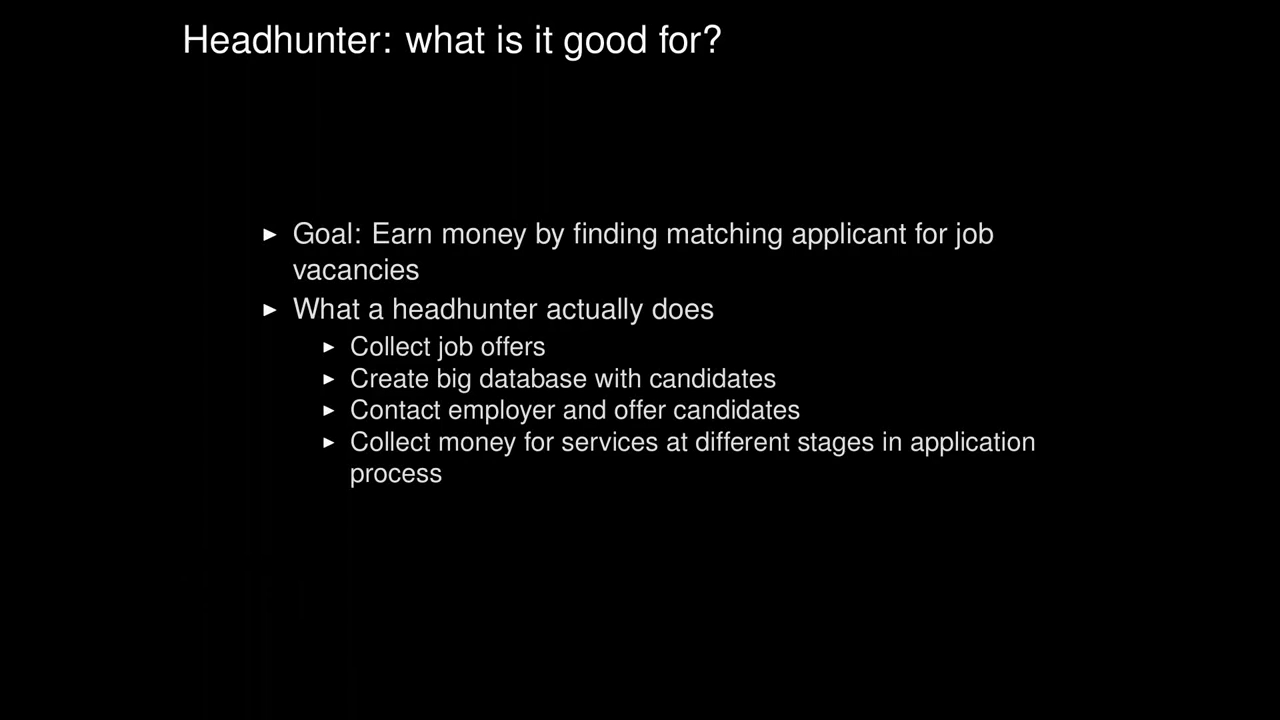 Headhunter: what is it good for?
► Goal: Earn money by finding matching applicant for job
vacancies
► What a headhunter actually does
► Collect job offers
► Create big database with candidates
► Contact employer and offer candidates
► Collect money for services at different stages in application
process